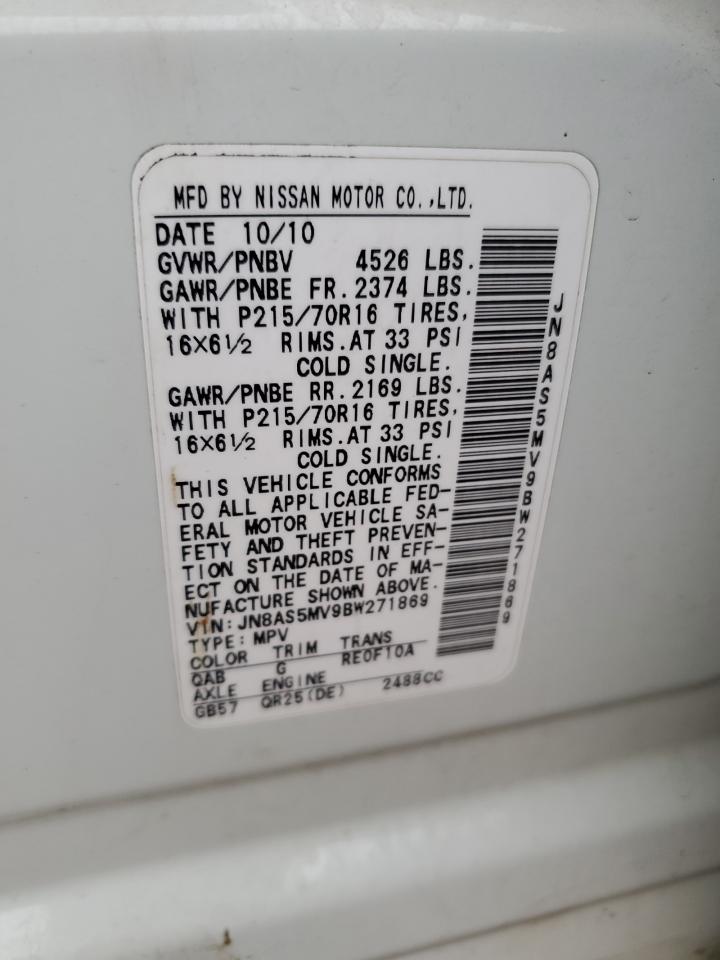 MFD BY NISSAN MOTOR CO.,LTD.
DATE 10/10
GVWR/PNBV 4526 LBS.
GAWR/PNBE FR. 2374 LBS.
WITH P215/70R16 TIRES,
16×6½ RIMS.AT 33 PSI
COLD SINGLE.
GAWR/PNBE RR. 2169 LBS.
WITH P215/70R16 TIRES,
16×6½ RIMS.AT 33 PSI
COLD SINGLE.
THIS VEHICLE CONFORMS
TO ALL APPLICABLE FED-
ERAL MOTOR VEHICLE SA-
FETY AND THEFT PREVEN-
TION STANDARDS IN EFF-
ECT ON THE DATE OF MA-
NUFACTURE SHOWN ABOVE.
VIN:JN8AS5MV9BW271869
TYPE:MPV
COLOR TRIM TRANS
QAB G RE0F10A
AXLE ENGINE
GB57 QR25(DE) 2488CC
JN8AS5MV9BW271869